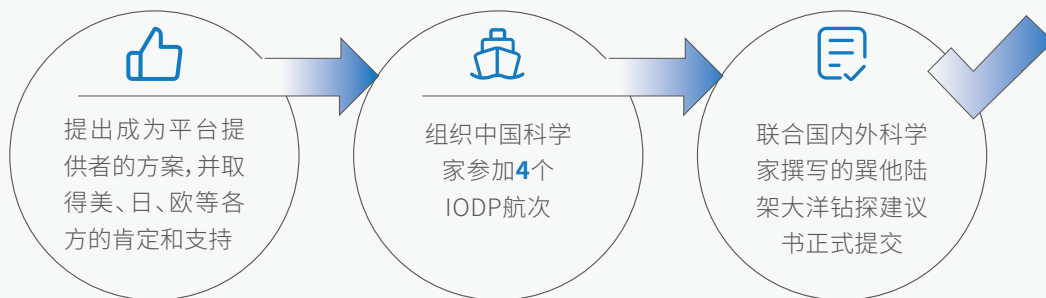 提出成为平台提
供者的方案，并取
得美、日、欧等各
方的肯定和支持
组织中国科学
家参加4个
IODP航次
联合国内外科学
家撰写的巽他陆
架大洋钻探建议
书正式提交